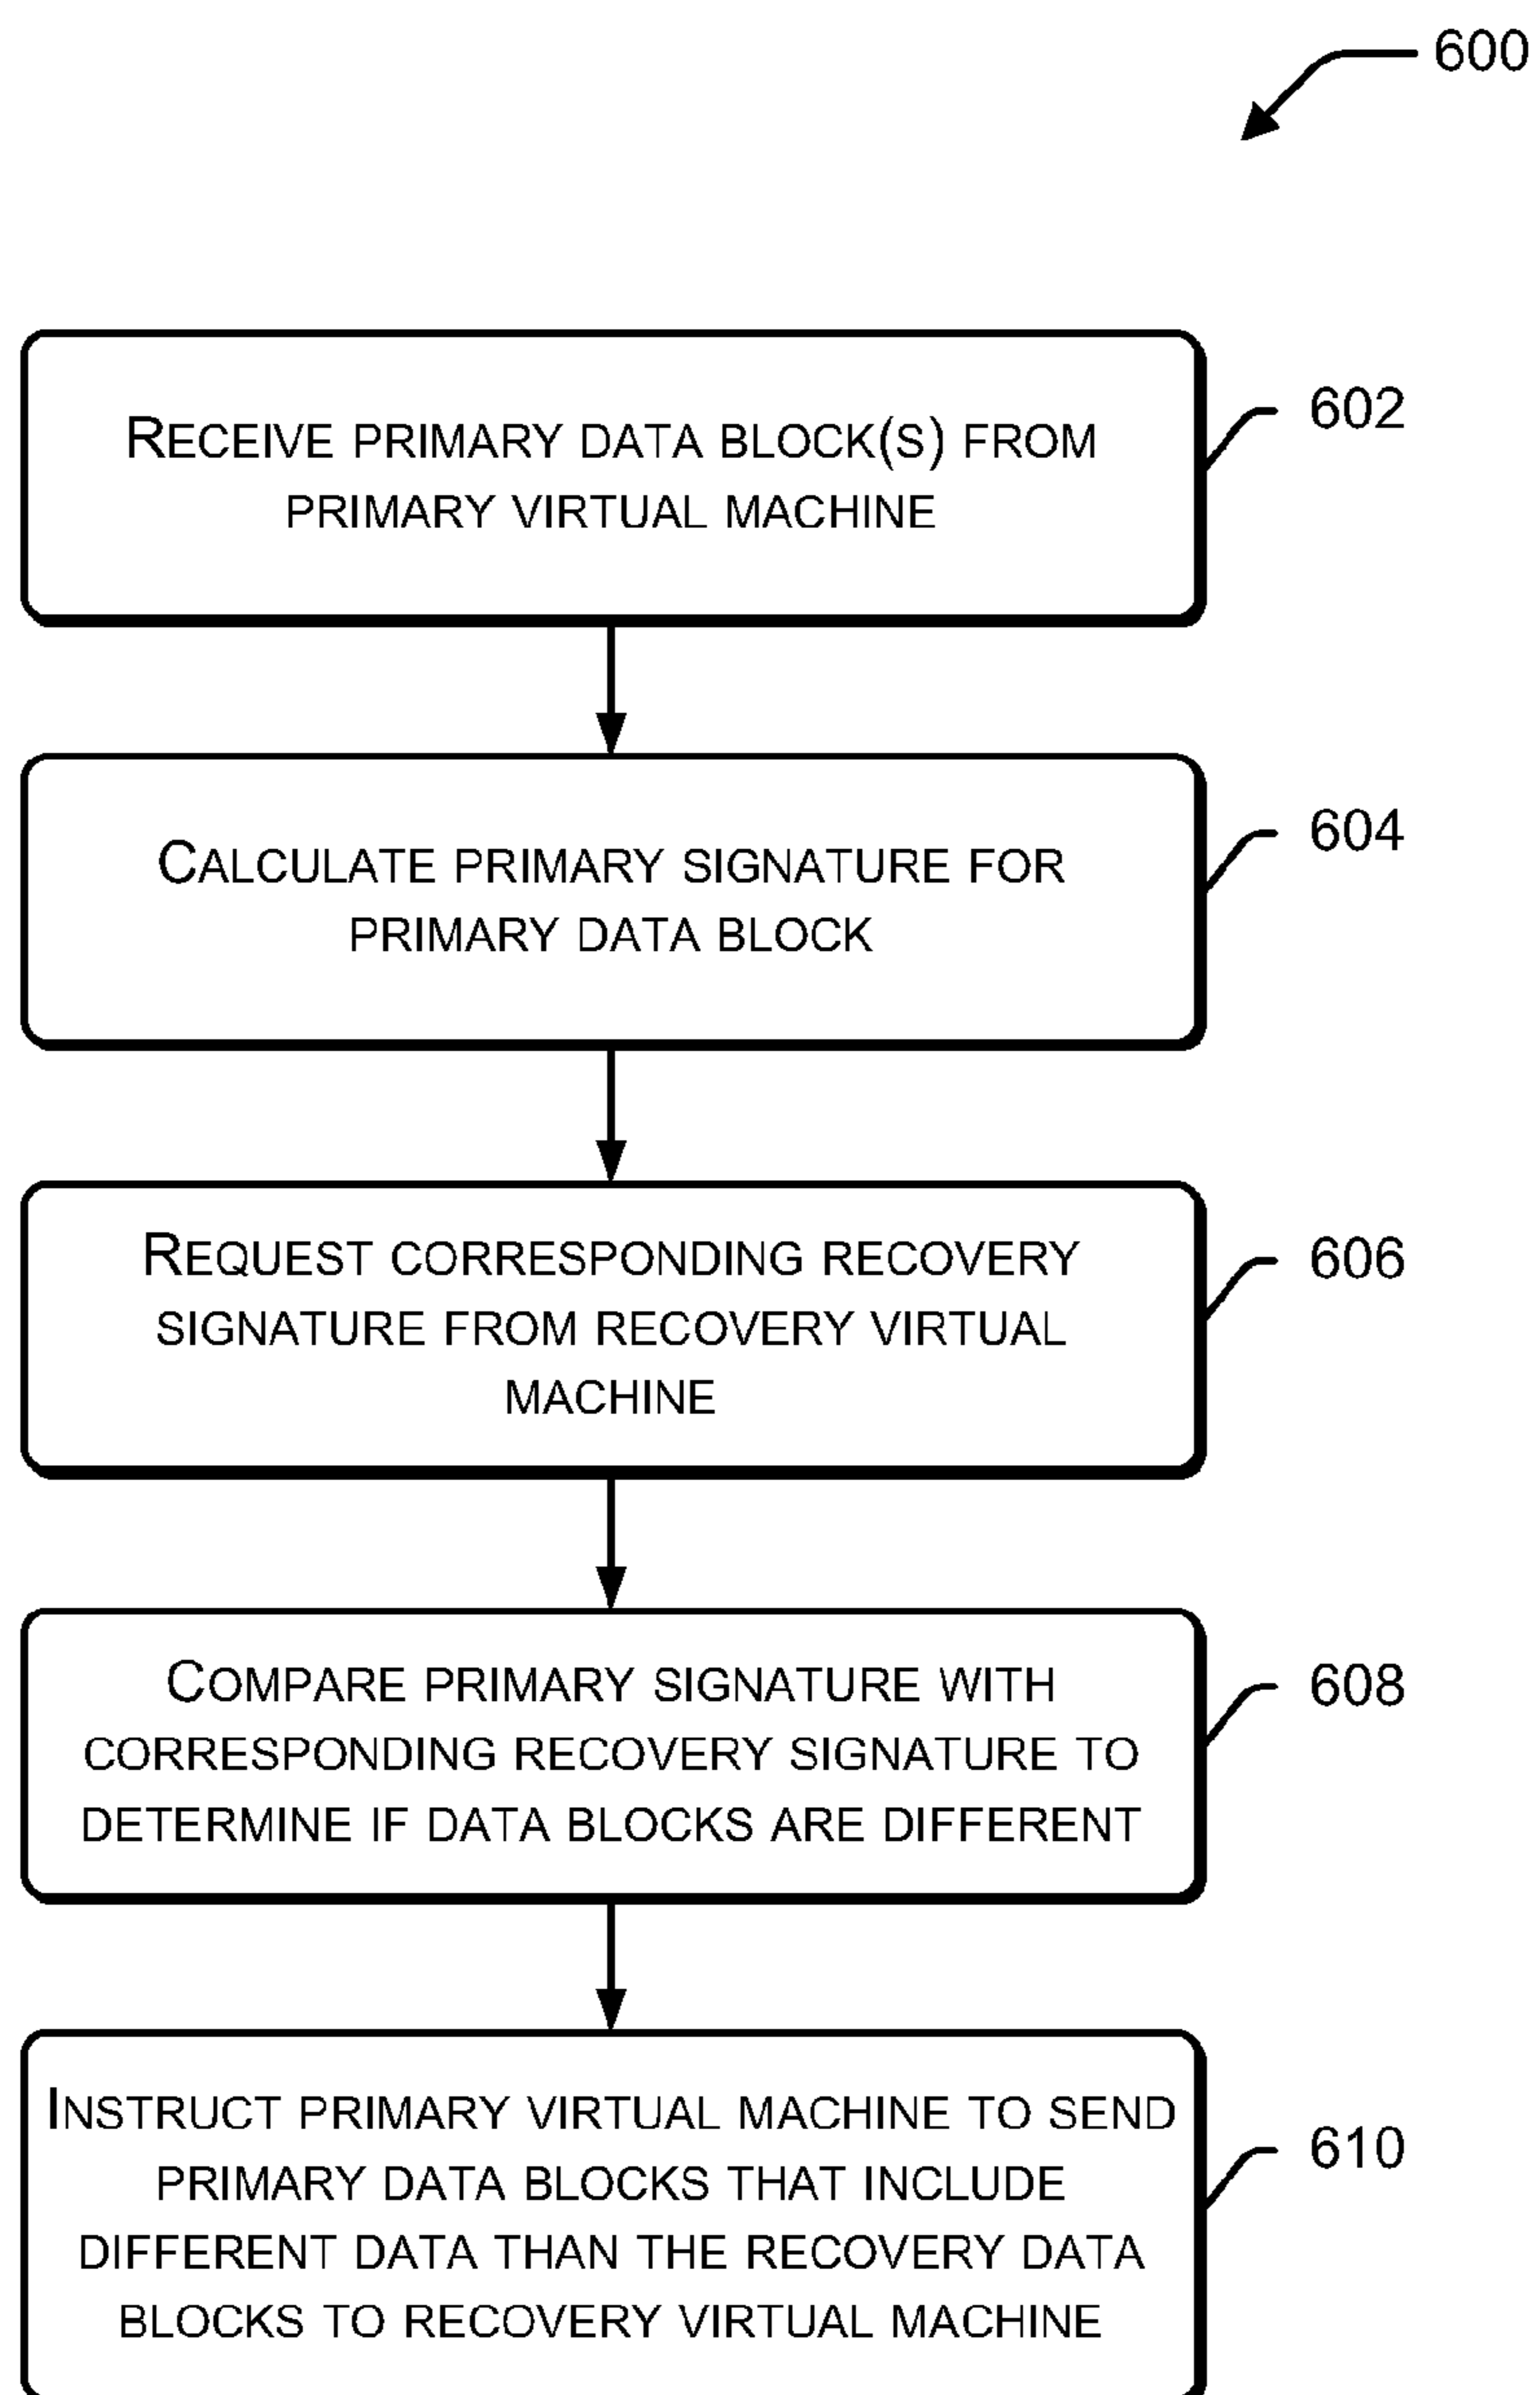 600
RECEIVE PRIMARY DATA BLOCK(S) FROM
PRIMARY VIRTUAL MACHINE
602
CALCULATE PRIMARY SIGNATURE FOR
PRIMARY DATA BLOCK
604
REQUEST CORRESPONDING RECOVERY
SIGNATURE FROM RECOVERY VIRTUAL
MACHINE
606
COMPARE PRIMARY SIGNATURE WITH
CORRESPONDING RECOVERY SIGNATURE TO
DETERMINE IF DATA BLOCKS ARE DIFFERENT
608
INSTRUCT PRIMARY VIRTUAL MACHINE TO SEND
PRIMARY DATA BLOCKS THAT INCLUDE
DIFFERENT DATA THAN THE RECOVERY DATA
BLOCKS TO RECOVERY VIRTUAL MACHINE
610